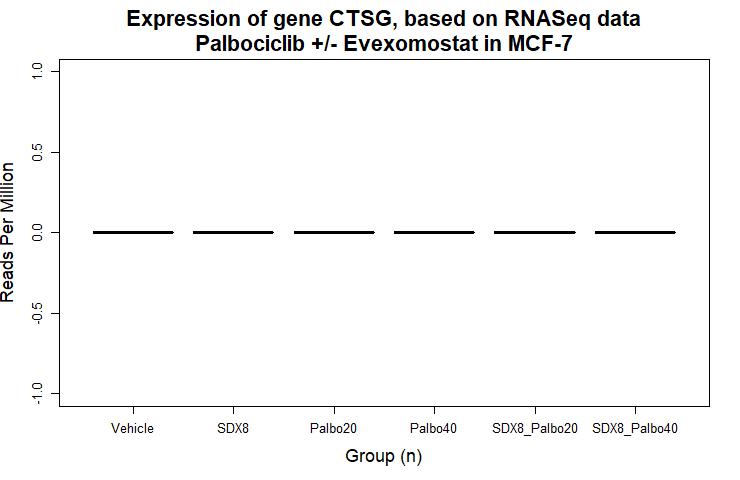 Expression of gene CTSG, based on RNASeq data
Palbociclib +/- Evexomostat in MCF-7
Reads Per Million
1.0
0.5
0.0
-0.5
-1.0
Vehicle SDX8 Palbo20 Palbo40 SDX8_Palbo20 SDX8_Palbo40
Group (n)